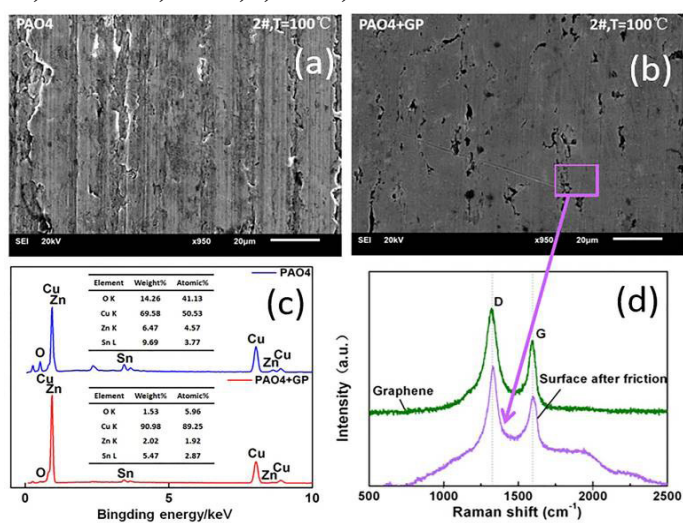 PAO4
2#,T=100℃
(a)
SEI 20kV x950 20μm
PAO4+GP
2#,T=100℃
(b)
SEI 20kV x950 20μm
(c)
PAO4
Element Weight% Atomic%
O K 14.26 41.13
Cu K 69.58 50.53
Zn K 6.47 4.57
Sn L 9.69 3.77
Cu
Zn
O
Sn
Cu
Zn
Cu
PAO4+GP
Element Weight% Atomic%
O K 1.53 5.96
Cu K 90.98 89.25
Zn K 2.02 1.92
Sn L 5.47 2.87
Cu
Zn
O
Sn
Cu
Zn
Cu
0 5 10
Bingding energy/keV
(d)
D
G
Graphene
Surface after friction
Intensity (a.u.)
500 1000 1500 2000 2500
Raman shift (cm⁻¹)